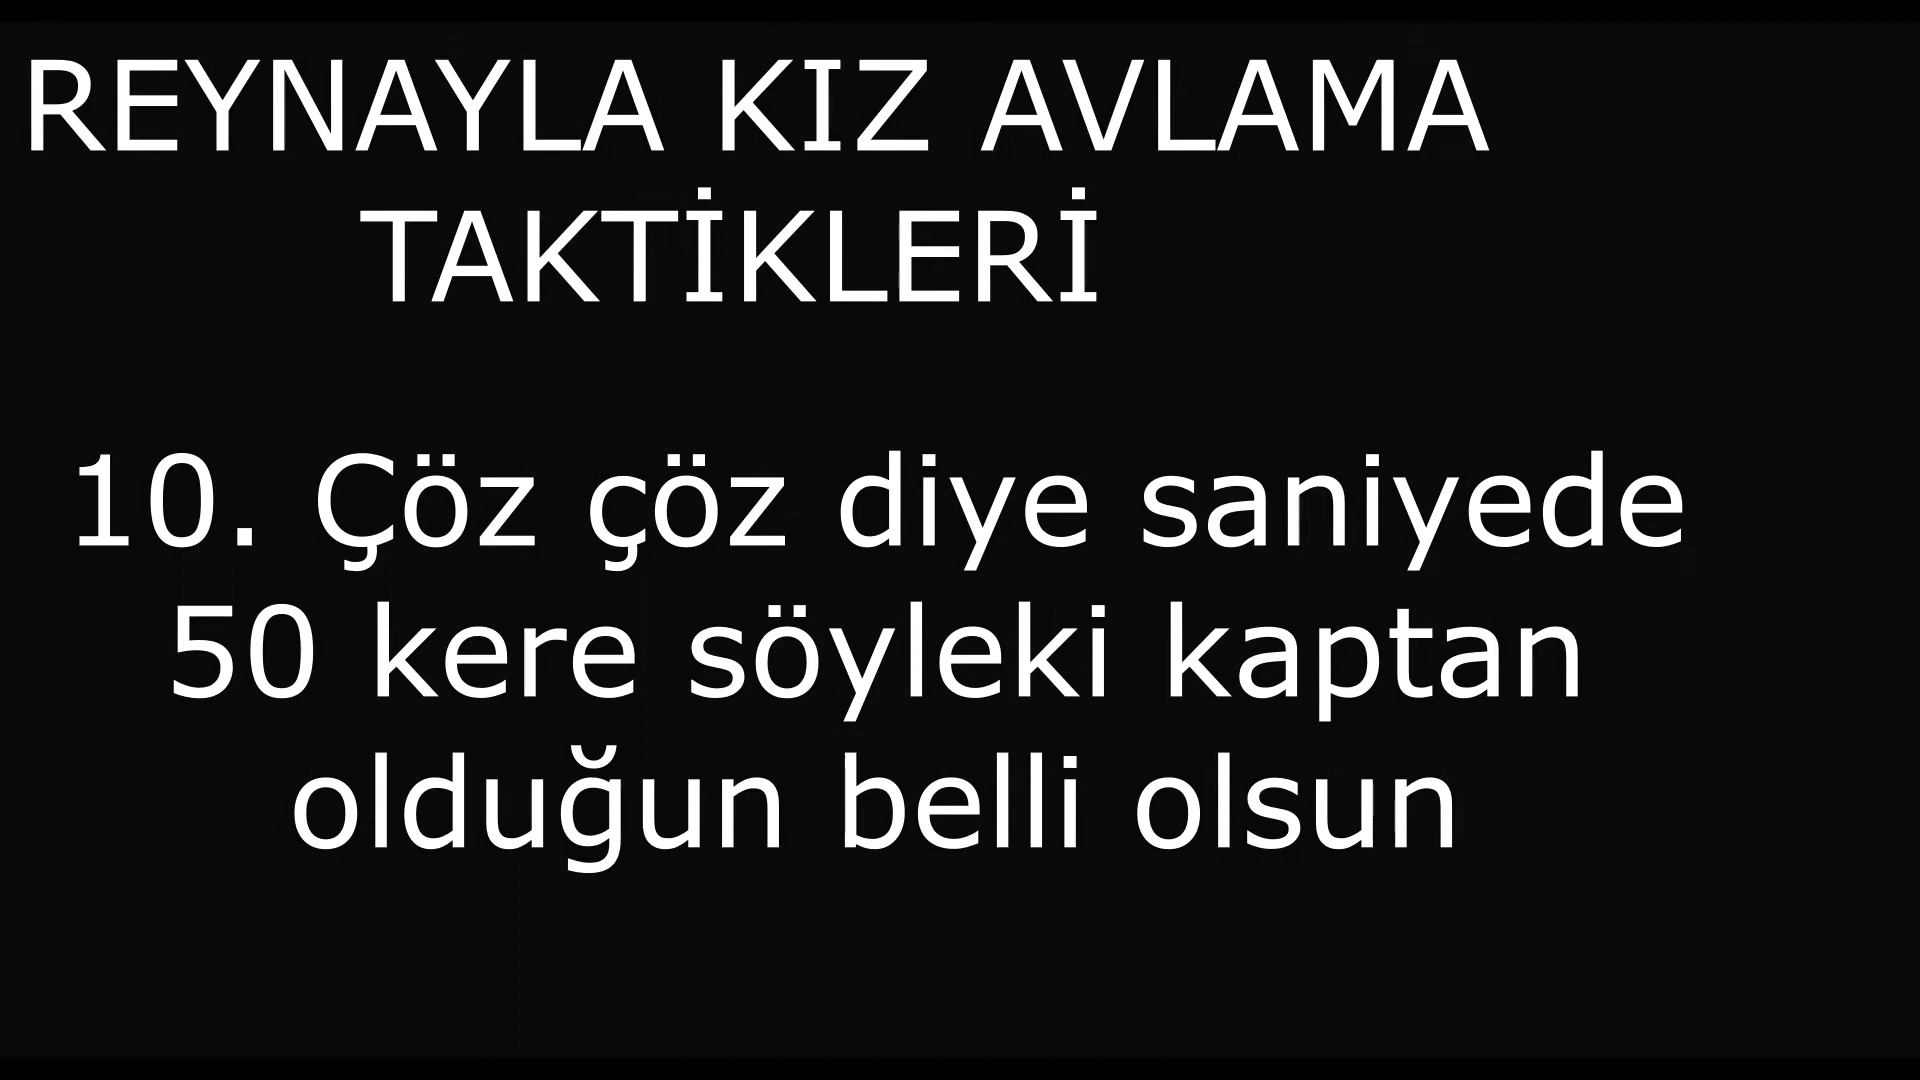 REYNAYLA KIZ AVLAMA
TAKTİKLERİ
10. Çöz çöz diye saniyede
50 kere söyleki kaptan
olduğun belli olsun